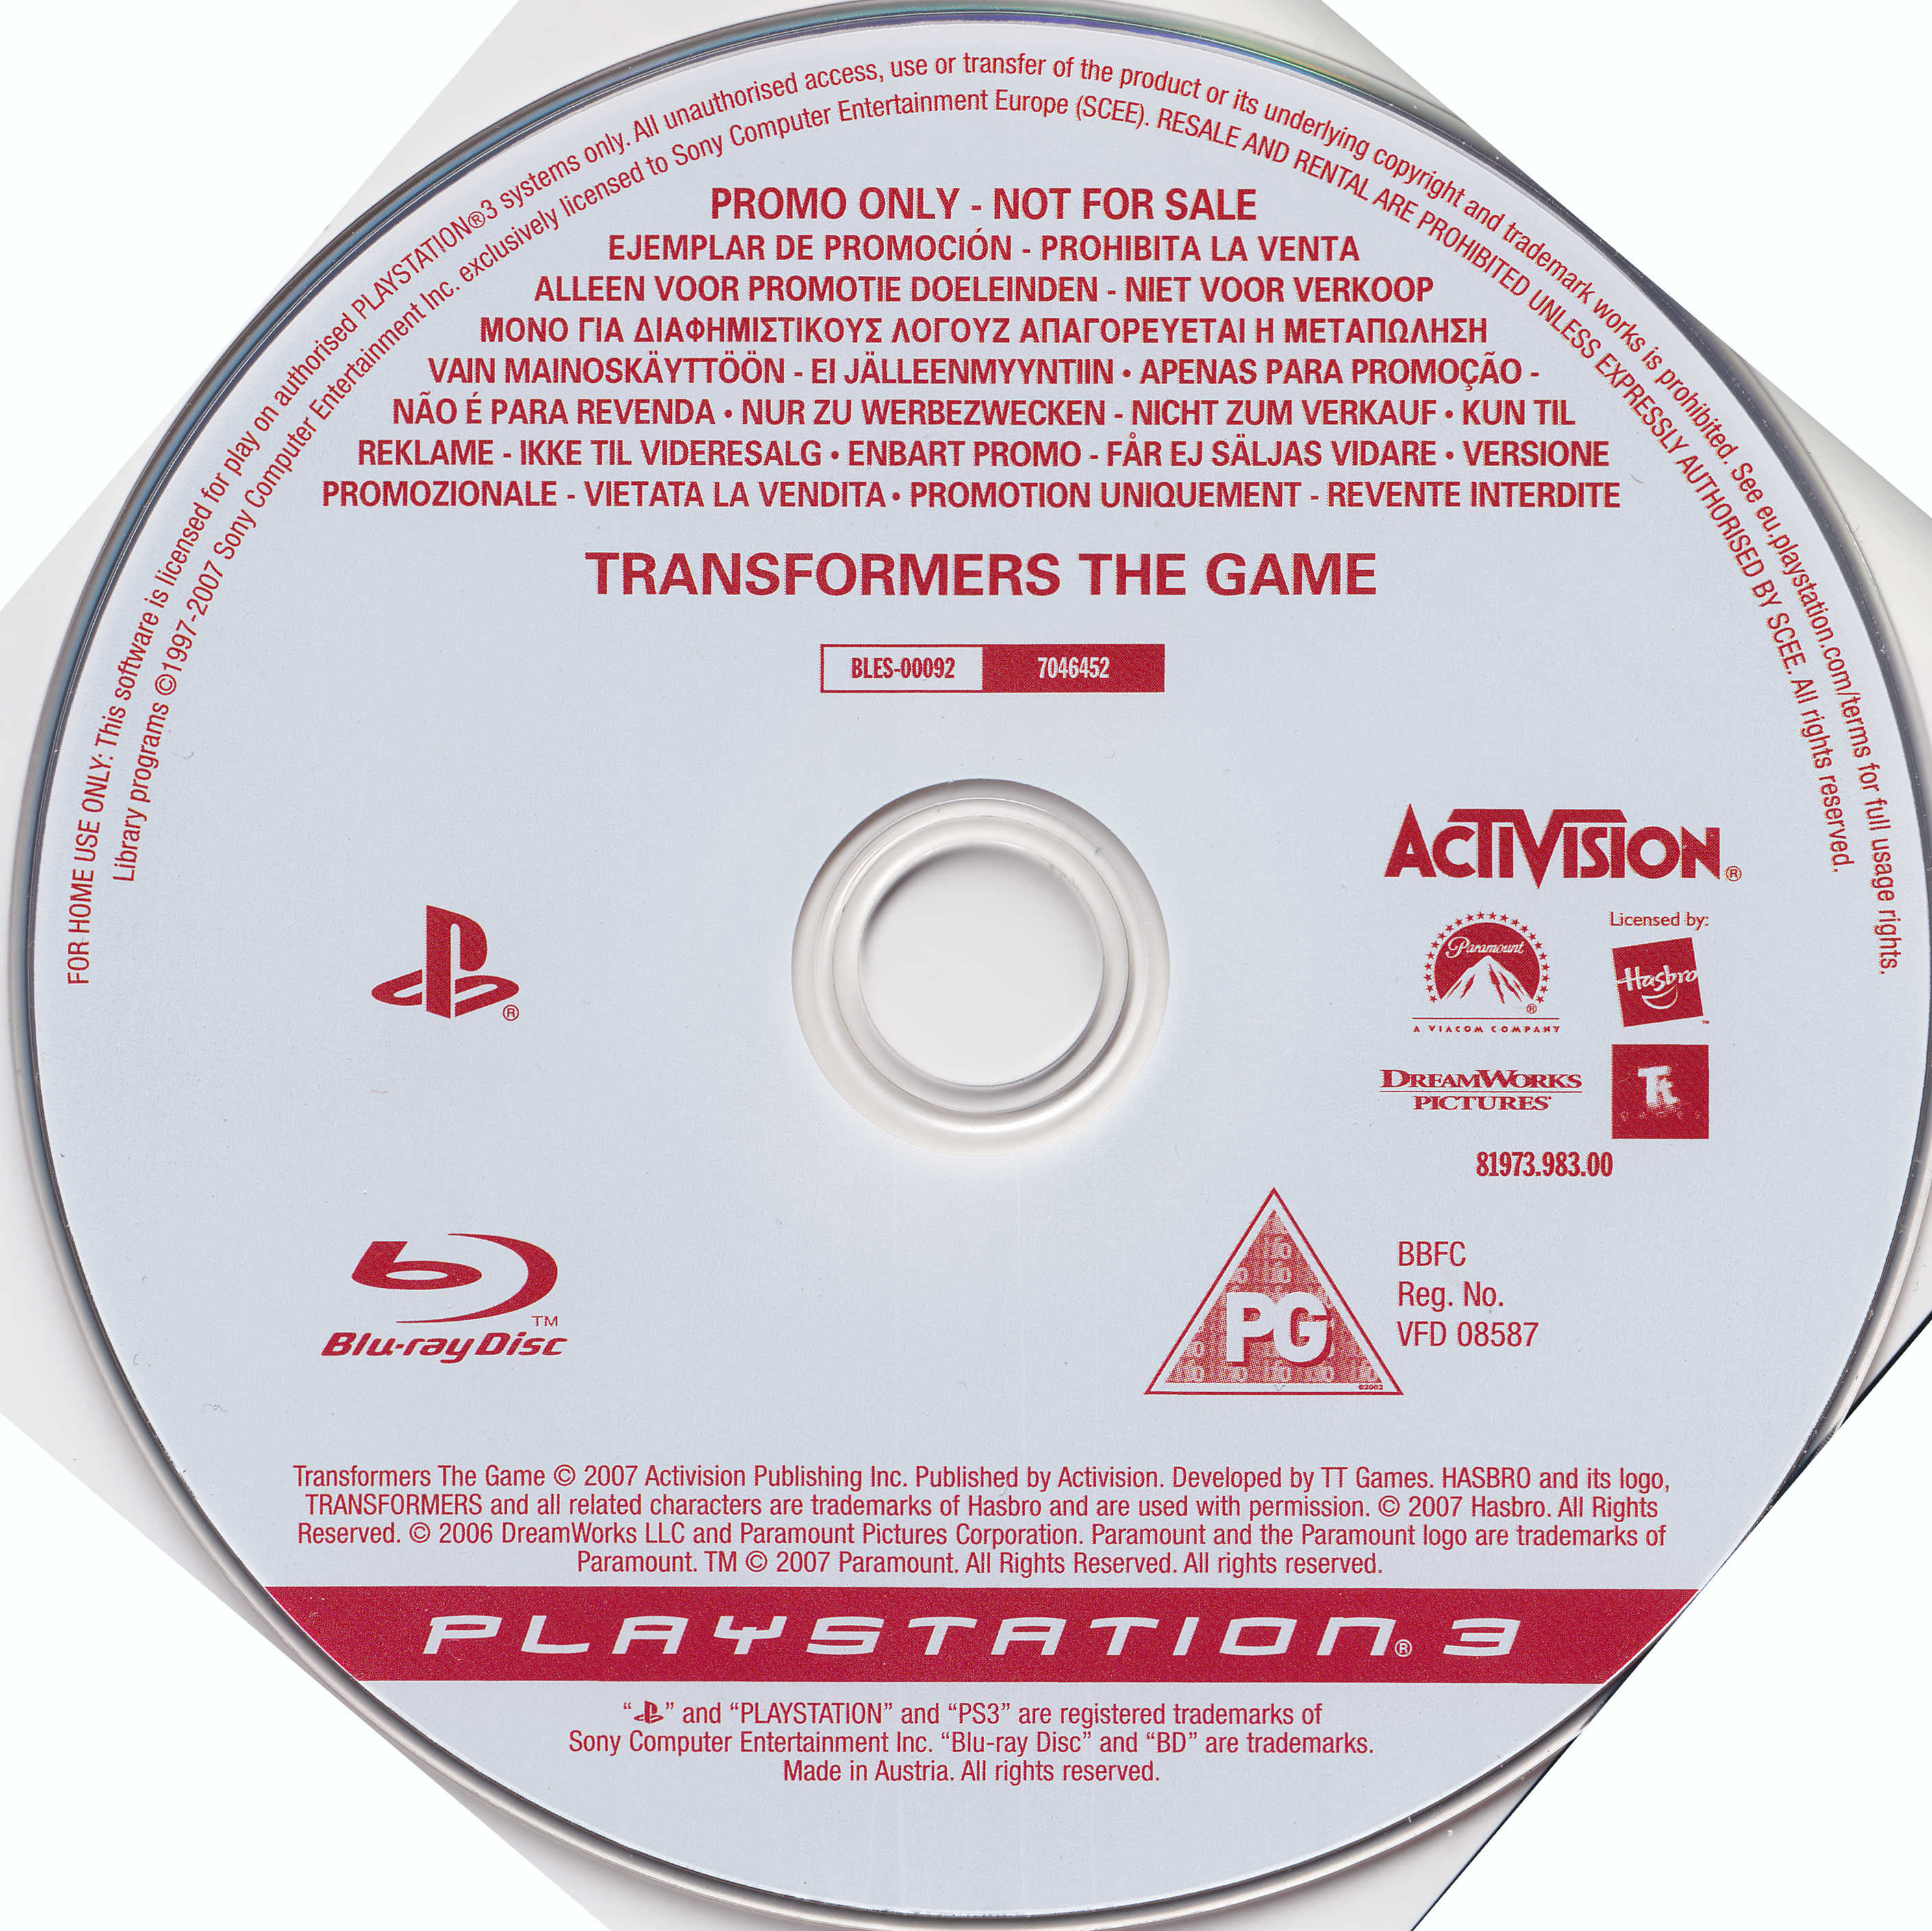 FOR HOME USE ONLY: This software is licensed for play on authorised PLAYSTATION®3 systems only. All unauthorised access, use or transfer of the product or its underlying copyright and trademark works is prohibited. See eu.playstation.com/terms for full usage rights.
Library programs ©1997-2007 Sony Computer Entertainment Inc. exclusively licensed to Sony Computer Entertainment Europe (SCEE). RESALE AND RENTAL ARE PROHIBITED UNLESS EXPRESSLY AUTHORISED BY SCEE. All rights reserved.
PROMO ONLY - NOT FOR SALE
EJEMPLAR DE PROMOCIÓN - PROHIBITA LA VENTA
ALLEEN VOOR PROMOTIE DOELEINDEN - NIET VOOR VERKOOP
ΜΟΝΟ ΓΙΑ ΔΙΑΦΗΜΙΣΤΙΚΟΥΣ ΛΟΓΟΥΖ ΑΠΑΓΟΡΕΥΕΤΑΙ Η ΜΕΤΑΠΩΛΗΣΗ
VAIN MAINOSKÄYTTÖÖN - EI JÄLLEENMYYNTIIN • APENAS PARA PROMOÇÃO -
NÃO É PARA REVENDA • NUR ZU WERBEZWECKEN - NICHT ZUM VERKAUF • KUN TIL
REKLAME - IKKE TIL VIDERESALG • ENBART PROMO - FÅR EJ SÄLJAS VIDARE • VERSIONE
PROMOZIONALE - VIETATA LA VENDITA • PROMOTION UNIQUEMENT - REVENTE INTERDITE
TRANSFORMERS THE GAME
BLES-00092 7046452
ACTIVISION®
Paramount ®
A VIACOM COMPANY
Licensed by:
Hasbro ™
DREAMWORKS
PICTURES
Tt
GAMES
81973.983.00
Blu-ray Disc ™
PG
©2002
BBFC
Reg. No.
VFD 08587
Transformers The Game © 2007 Activision Publishing Inc. Published by Activision. Developed by TT Games. HASBRO and its logo,
TRANSFORMERS and all related characters are trademarks of Hasbro and are used with permission. © 2007 Hasbro. All Rights
Reserved. © 2006 DreamWorks LLC and Paramount Pictures Corporation. Paramount and the Paramount logo are trademarks of
Paramount. TM © 2007 Paramount. All Rights Reserved. All rights reserved.
PLAYSTATION® 3
“ ” and “PLAYSTATION” and “PS3” are registered trademarks of
Sony Computer Entertainment Inc. “Blu-ray Disc” and “BD” are trademarks.
Made in Austria. All rights reserved.